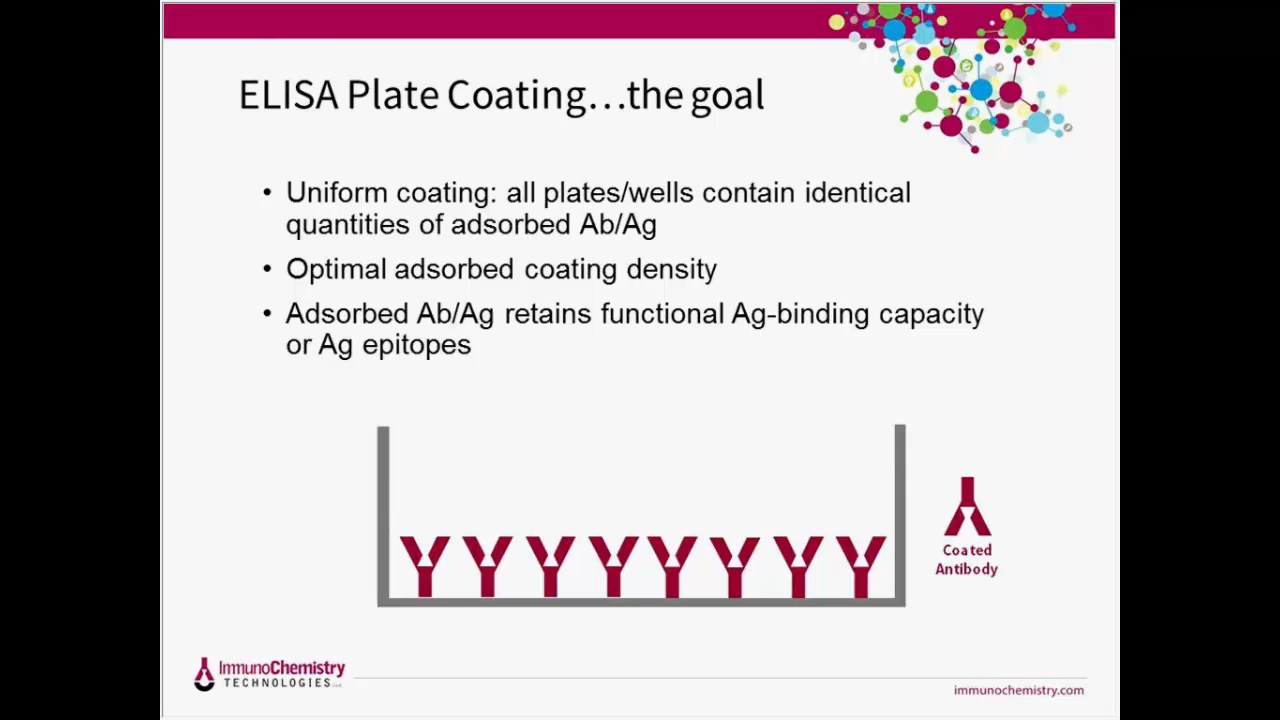 ELISA Plate Coating...the goal
• Uniform coating: all plates/wells contain identical
quantities of adsorbed Ab/Ag
• Optimal adsorbed coating density
• Adsorbed Ab/Ag retains functional Ag-binding capacity
or Ag epitopes
Coated
Antibody
ImmunoChemistry
TECHNOLOGIES
immunochemistry.com